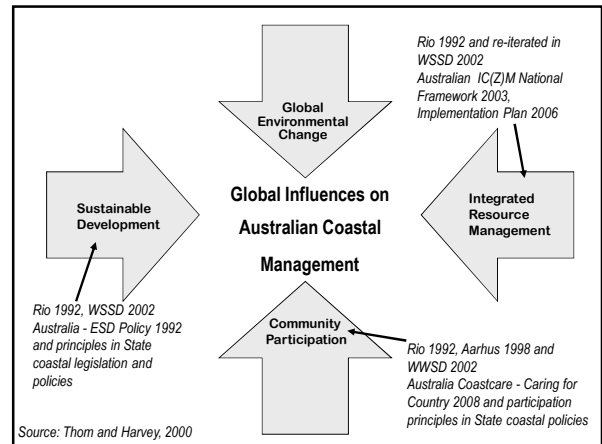 Global
Environmental
Change
Rio 1992 and re-iterated in
WSSD 2002
Australian IC(Z)M National
Framework 2003,
Implementation Plan 2006
Sustainable
Development
Global Influences on
Australian Coastal
Management
Integrated
Resource
Management
Rio 1992, WSSD 2002
Australia - ESD Policy 1992
and principles in State
coastal legislation and
policies
Community
Participation
Rio 1992, Aarhus 1998 and
WWSD 2002
Australia Coastcare - Caring for
Country 2008 and participation
principles in State coastal policies
Source: Thom and Harvey, 2000